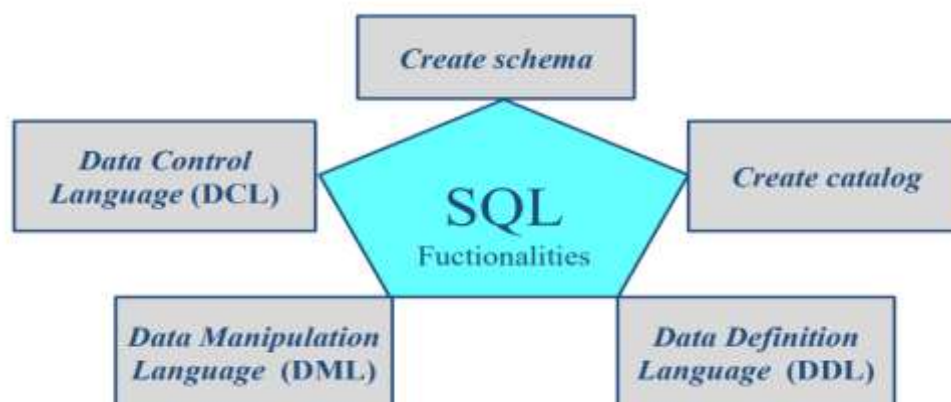 Create schema
Data Control
Language (DCL)
Create catalog
SQL
Fuctionalities
Data Manipulation
Language (DML)
Data Definition
Language (DDL)